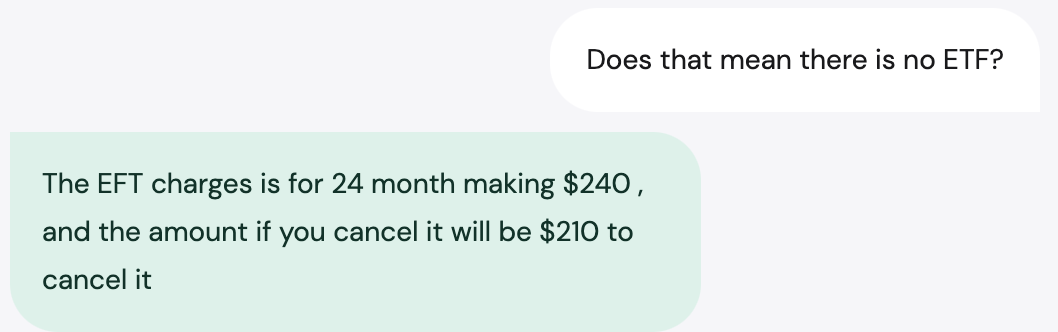 Does that mean there is no ETF?
The EFT charges is for 24 month making $240 ,
and the amount if you cancel it will be $210 to
cancel it